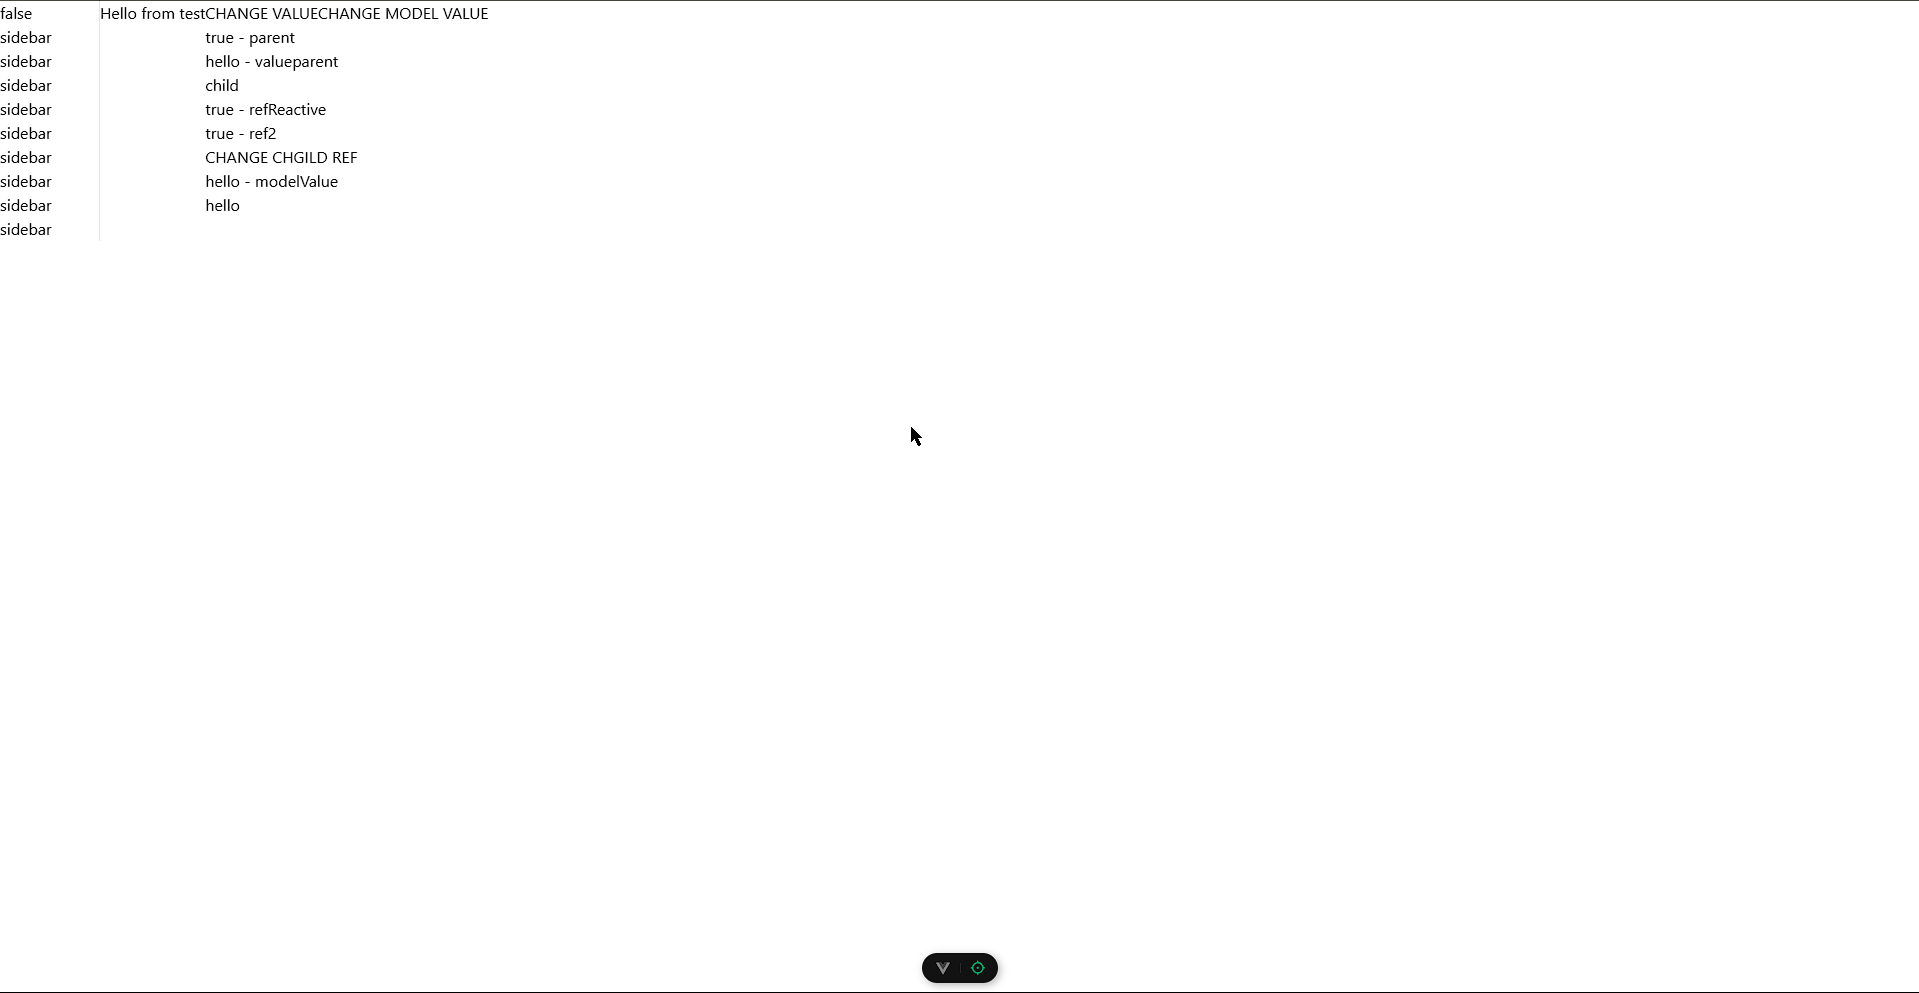 false Hello from testCHANGE VALUECHANGE MODEL VALUE
sidebar true - parent
sidebar hello - valueparent
sidebar child
sidebar true - refReactive
sidebar true - ref2
sidebar CHANGE CHGILD REF
sidebar hello - modelValue
sidebar hello
sidebar